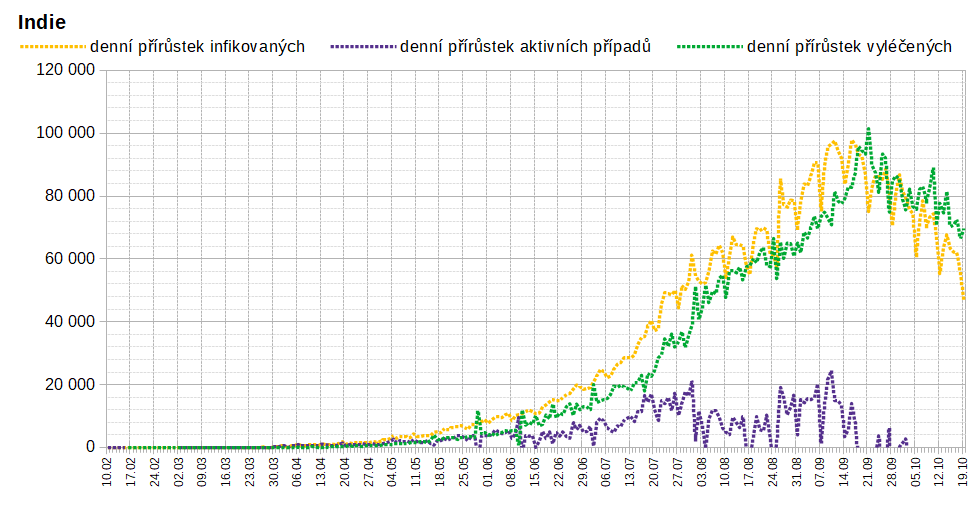 Indie
denní přírůstek infikovaných denní přírůstek aktivních případů denní přírůstek vyléčených
120 000
100 000
80 000
60 000
40 000
20 000
0
10.02 17.02 24.02 02.03 09.03 16.03 23.03 30.03 06.04 13.04 20.04 27.04 04.05 11.05 18.05 25.05 01.06 08.06 15.06 22.06 29.06 06.07 13.07 20.07 27.07 03.08 10.08 17.08 24.08 31.08 07.09 14.09 21.09 28.09 05.10 12.10 19.10